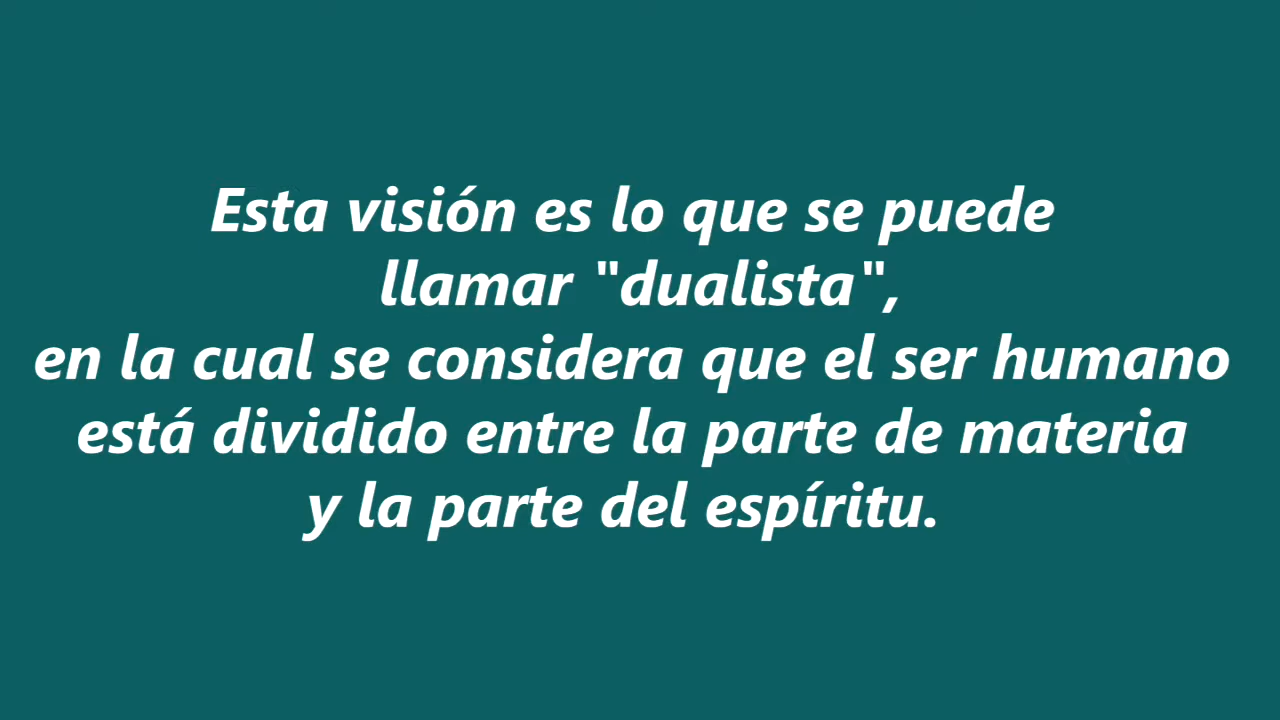 Esta visión es lo que se puede
llamar "dualista",
en la cual se considera que el ser humano
está dividido entre la parte de materia
y la parte del espíritu.